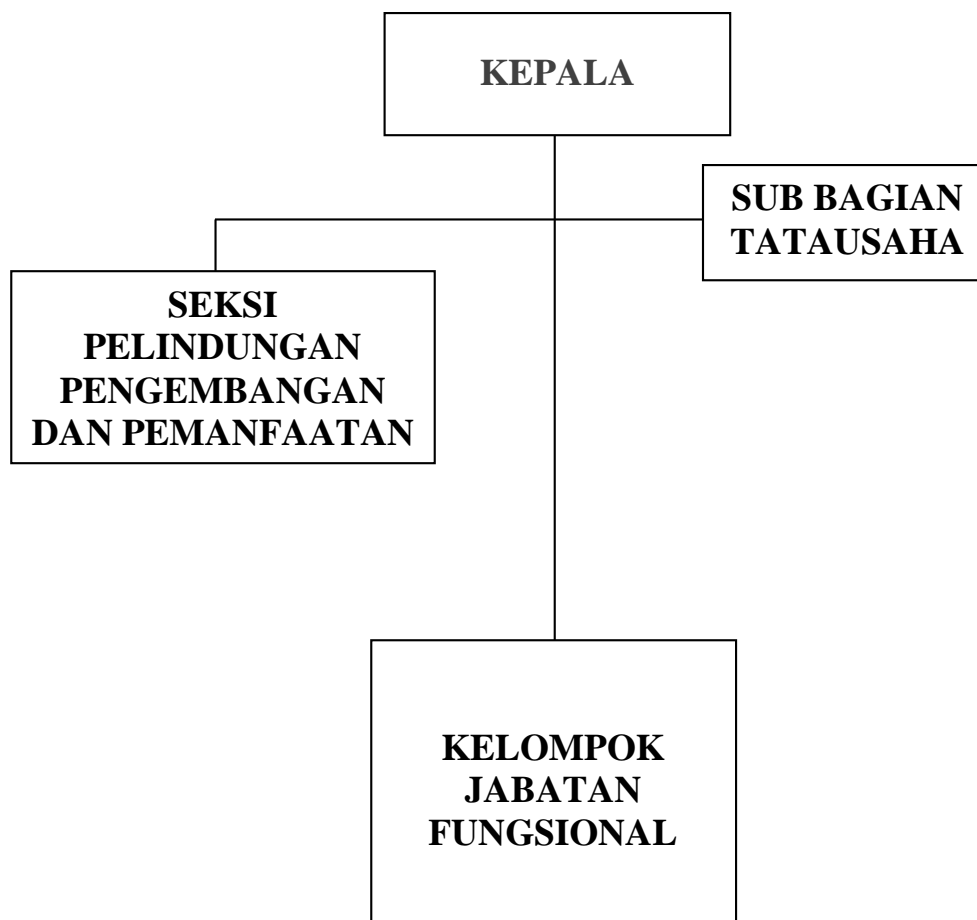 KEPALA
SUB BAGIAN
TATAUSAHA
SEKSI
PELINDUNGAN
PENGEMBANGAN
DAN PEMANFAATAN
KELOMPOK
JABATAN
FUNGSIONAL